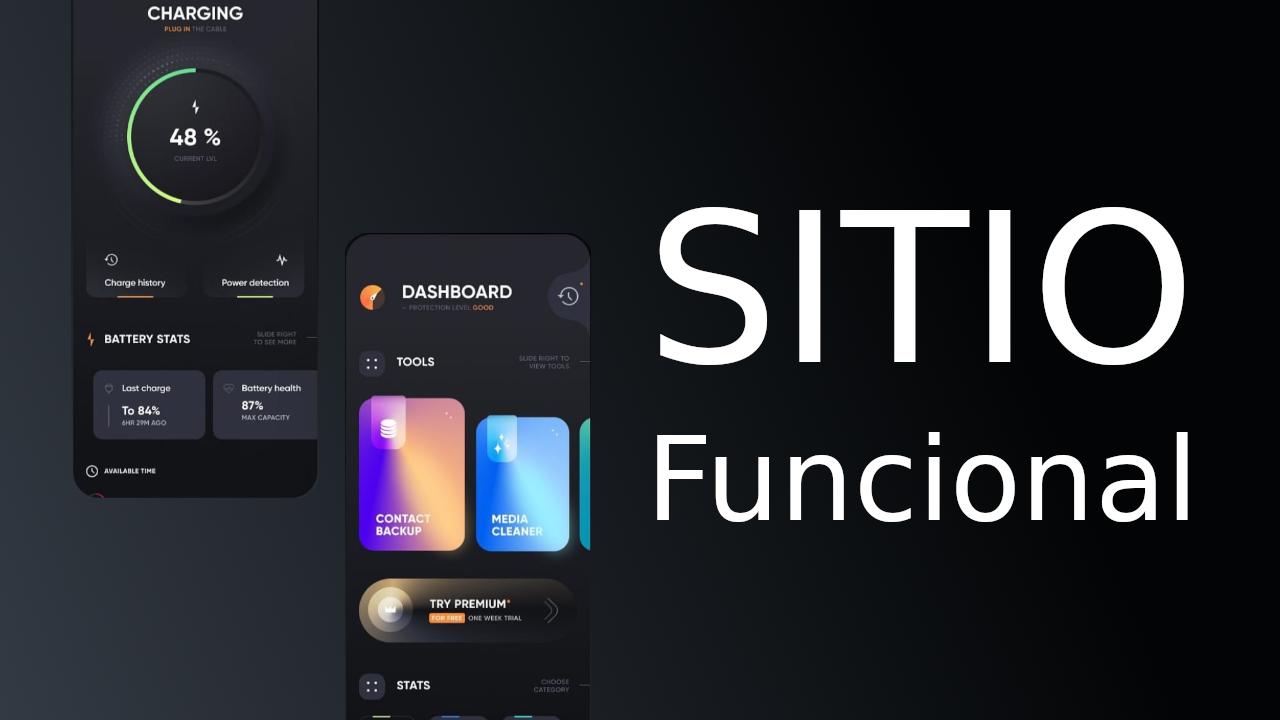 CHARGING
PLUG IN THE CABLE
48 %
CURRENT LVL
Charge history
Power detection
BATTERY STATS
SLIDE RIGHT
TO SEE MORE
Last charge
To 84%
6HR 29M AGO
Battery health
87%
MAX CAPACITY
AVAILABLE TIME
DASHBOARD
– PROTECTION LEVEL GOOD
TOOLS
SLIDE RIGHT TO
VIEW TOOLS
CONTACT
BACKUP
MEDIA
CLEANER
TRY PREMIUM*
FOR FREE ONE WEEK TRIAL
STATS
CHOOSE
CATEGORY
SITIO
Funcional